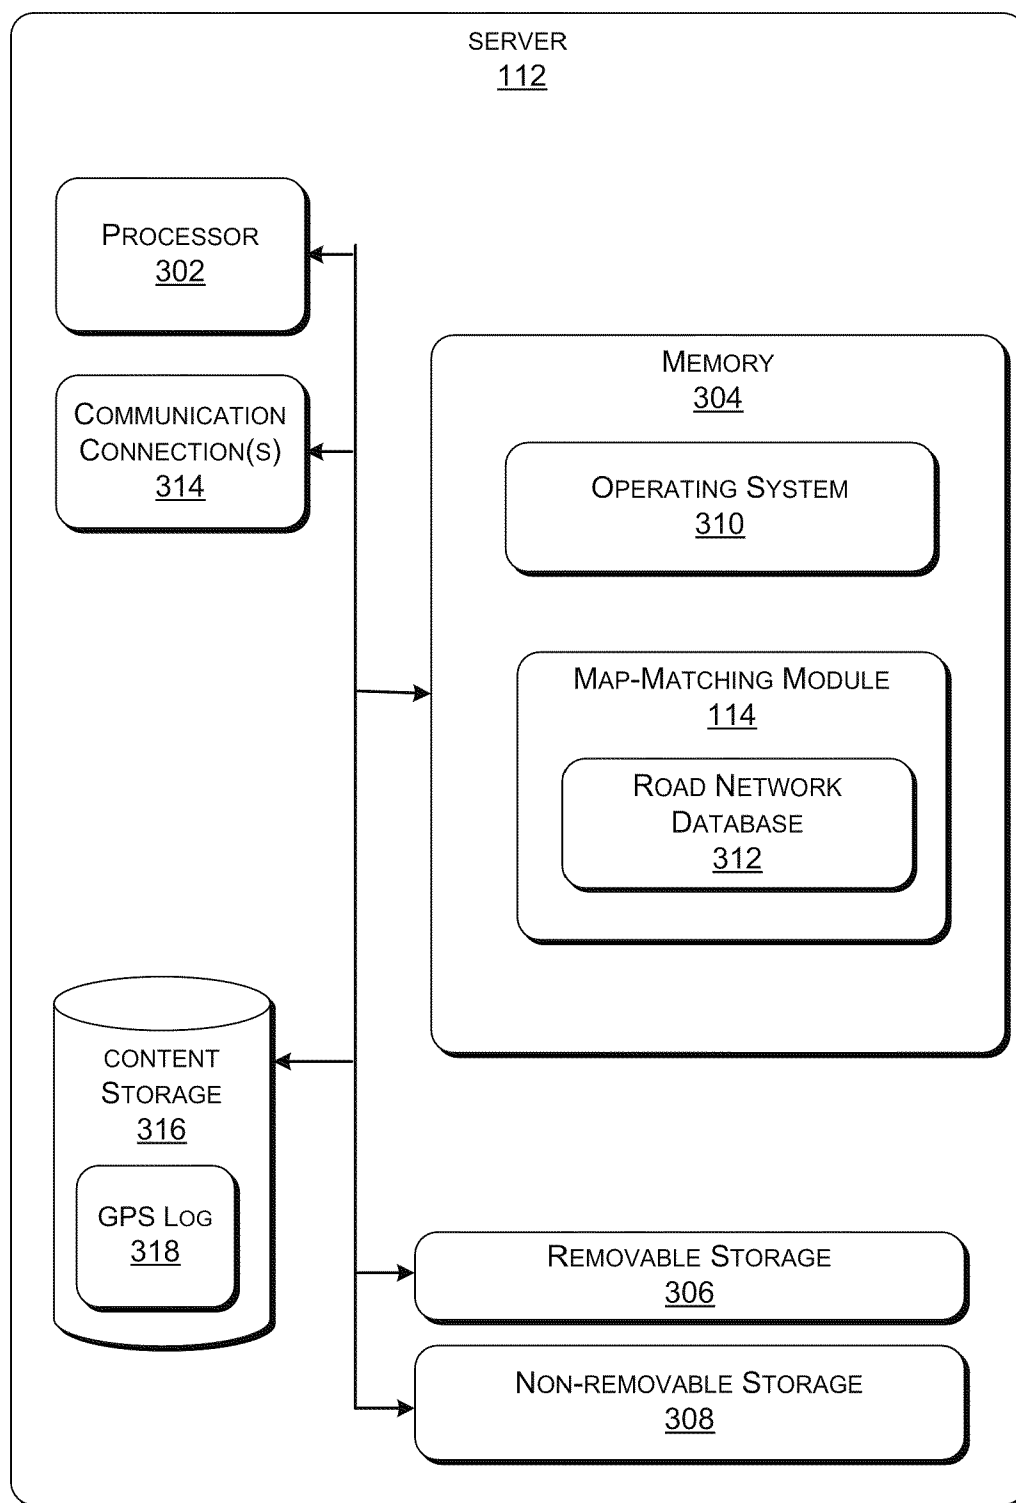 SERVER
112
PROCESSOR
302
COMMUNICATION
CONNECTION(S)
314
MEMORY
304
OPERATING SYSTEM
310
MAP-MATCHING MODULE
114
ROAD NETWORK
DATABASE
312
CONTENT
STORAGE
316
GPS LOG
318
REMOVABLE STORAGE
306
NON-REMOVABLE STORAGE
308